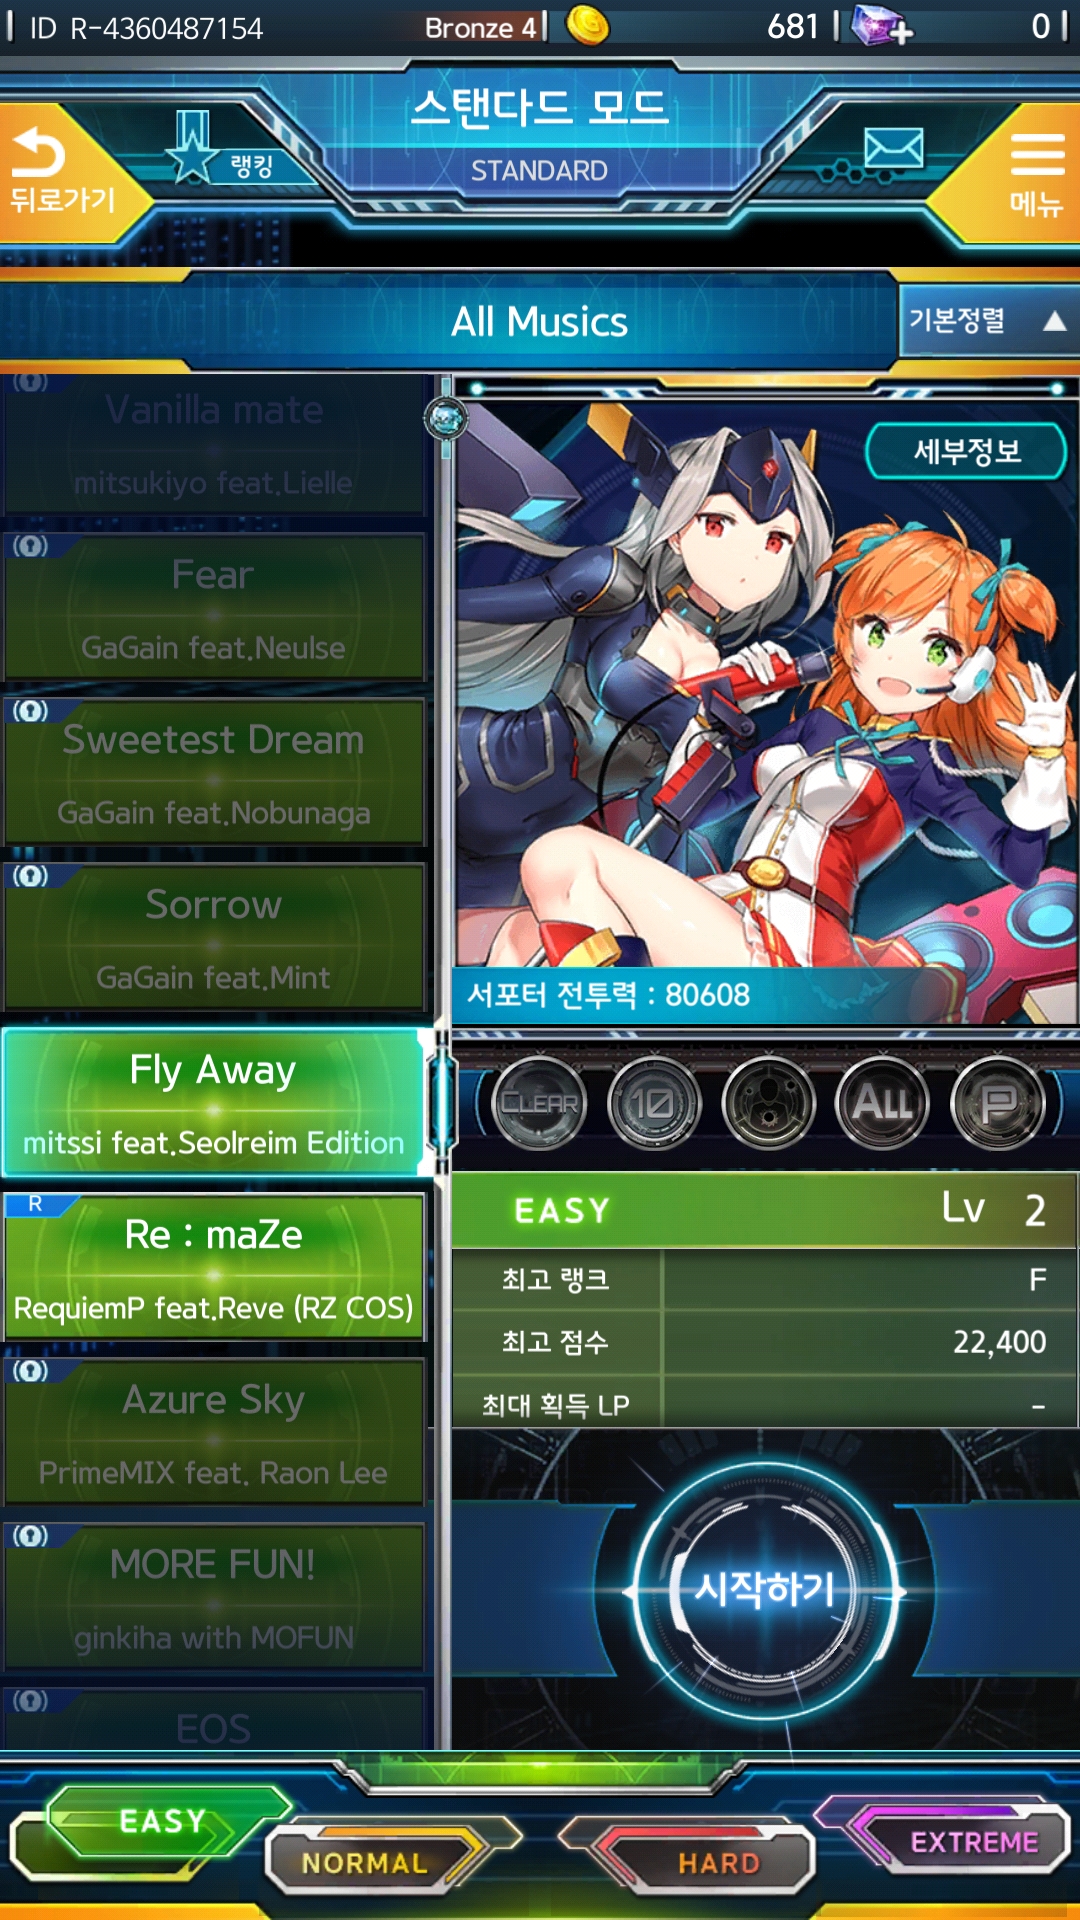 ID R-4360487154
Bronze 4
681
0
스탠다드 모드
STANDARD
뒤로가기
랭킹
메뉴
All Musics
기본정렬
Vanilla mate
mitsukiyo feat.Lielle
Fear
GaGain feat.Neulse
Sweetest Dream
GaGain feat.Nobunaga
Sorrow
GaGain feat.Mint
Fly Away
mitssi feat.Seolreim Edition
R
Re : maZe
RequiemP feat.Reve (RZ COS)
Azure Sky
PrimeMIX feat. Raon Lee
MORE FUN!
ginkiha with MOFUN
EOS
세부정보
서포터 전투력 : 80608
CLEAR
10
ALL
P
EASY
Lv 2
최고 랭크
F
최고 점수
22,400
최대 획득 LP
-
시작하기
EASY
NORMAL
HARD
EXTREME